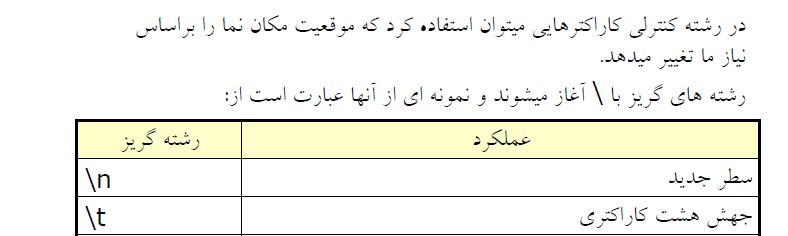 در رشته کنترلی کاراکترهایی میتوان استفاده کرد که موقعیت مکان نما را براساس
نیاز ما تغییر میدهد.
رشته های گریز با \ آغاز میشوند و نمونه ای از آنها عبارت است از:
عملکرد رشته گریز
سطر جدید \n
جهش هشت کاراکتری \t